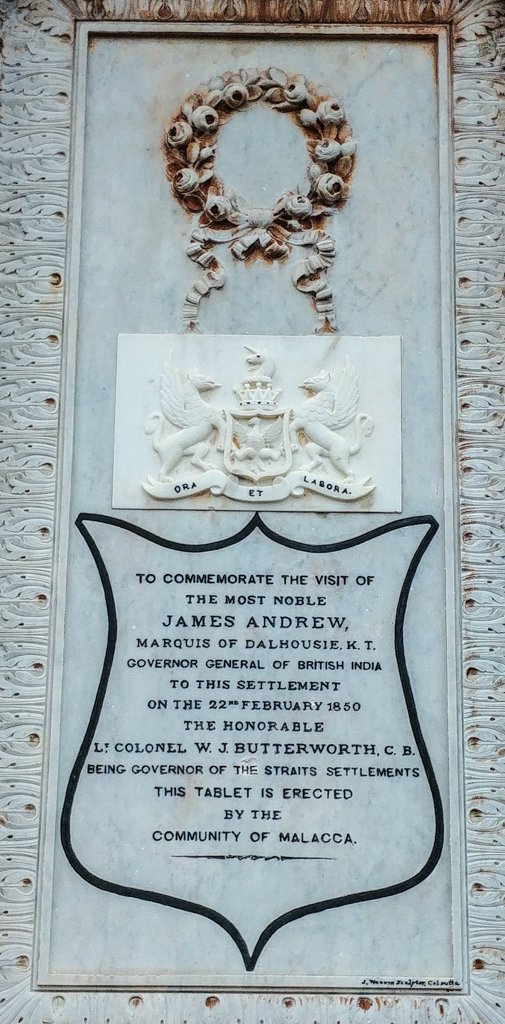 ORA ET LABORA.
TO COMMEMORATE THE VISIT OF
THE MOST NOBLE
JAMES ANDREW,
MARQUIS OF DALHOUSIE, K. T.
GOVERNOR GENERAL OF BRITISH INDIA
TO THIS SETTLEMENT
ON THE 22ND FEBRUARY 1850
THE HONORABLE
LT COLONEL W. J. BUTTERWORTH, C. B.
BEING GOVERNOR OF THE STRAITS SETTLEMENTS
THIS TABLET IS ERECTED
BY THE
COMMUNITY OF MALACCA.
Sculptor, Calcutta